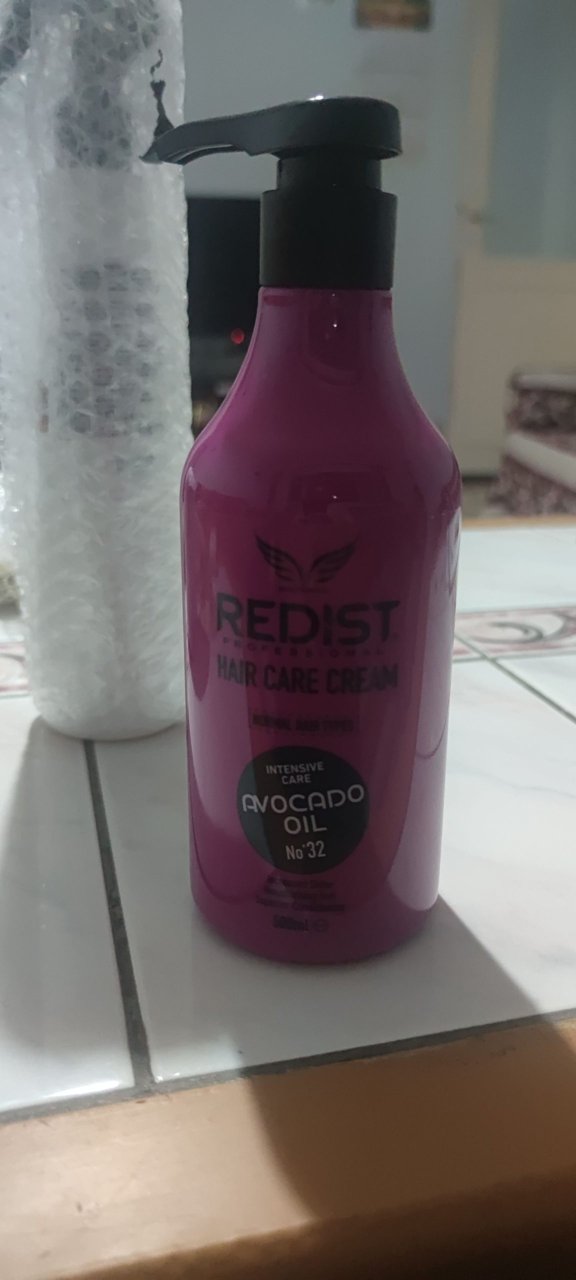 REDIST
PROFESSIONAL
HAIR CARE CREAM
NORMAL HAIR TYPES
INTENSIVE
CARE
AVOCADO
OIL
No°32
500ml ℮